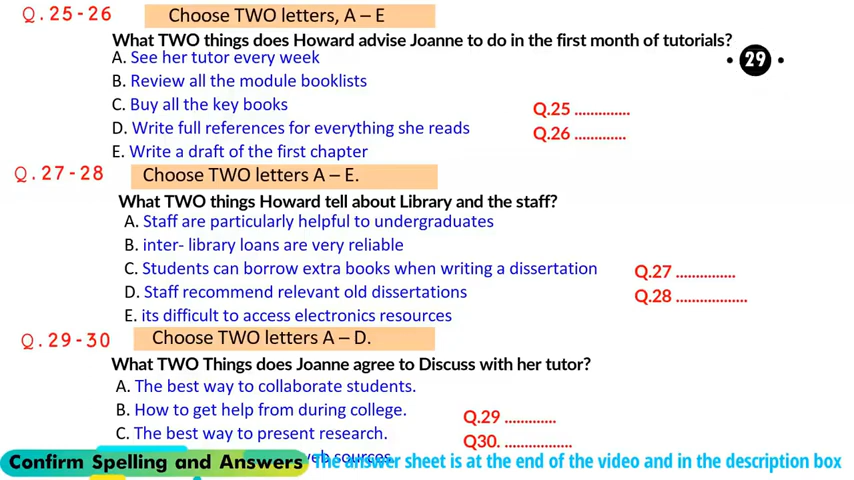 Q.25-26
Choose TWO letters, A – E
What TWO things does Howard advise Joanne to do in the first month of tutorials?
A. See her tutor every week
• 29 •
B. Review all the module booklists
C. Buy all the key books
Q.25 ..............
D. Write full references for everything she reads
Q.26 .............
E. Write a draft of the first chapter
Q.27-28
Choose TWO letters A – E.
What TWO things Howard tell about Library and the staff?
A. Staff are particularly helpful to undergraduates
B. inter- library loans are very reliable
C. Students can borrow extra books when writing a dissertation
Q.27 ...............
D. Staff recommend relevant old dissertations
Q.28 ..................
E. its difficult to access electronics resources
Q.29-30
Choose TWO letters A – D.
What TWO Things does Joanne agree to Discuss with her tutor?
A. The best way to collaborate students.
B. How to get help from during college.
Q.29 .............
C. The best way to present research.
Q30. .................
web sources.
Confirm Spelling and Answers
The answer sheet is at the end of the video and in the description box